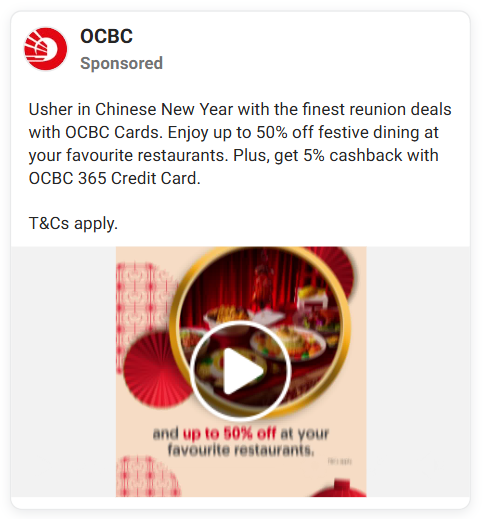 OCBC
Sponsored
Usher in Chinese New Year with the finest reunion deals
with OCBC Cards. Enjoy up to 50% off festive dining at
your favourite restaurants. Plus, get 5% cashback with
OCBC 365 Credit Card.
T&Cs apply.
and up to 50% off at your
favourite restaurants.